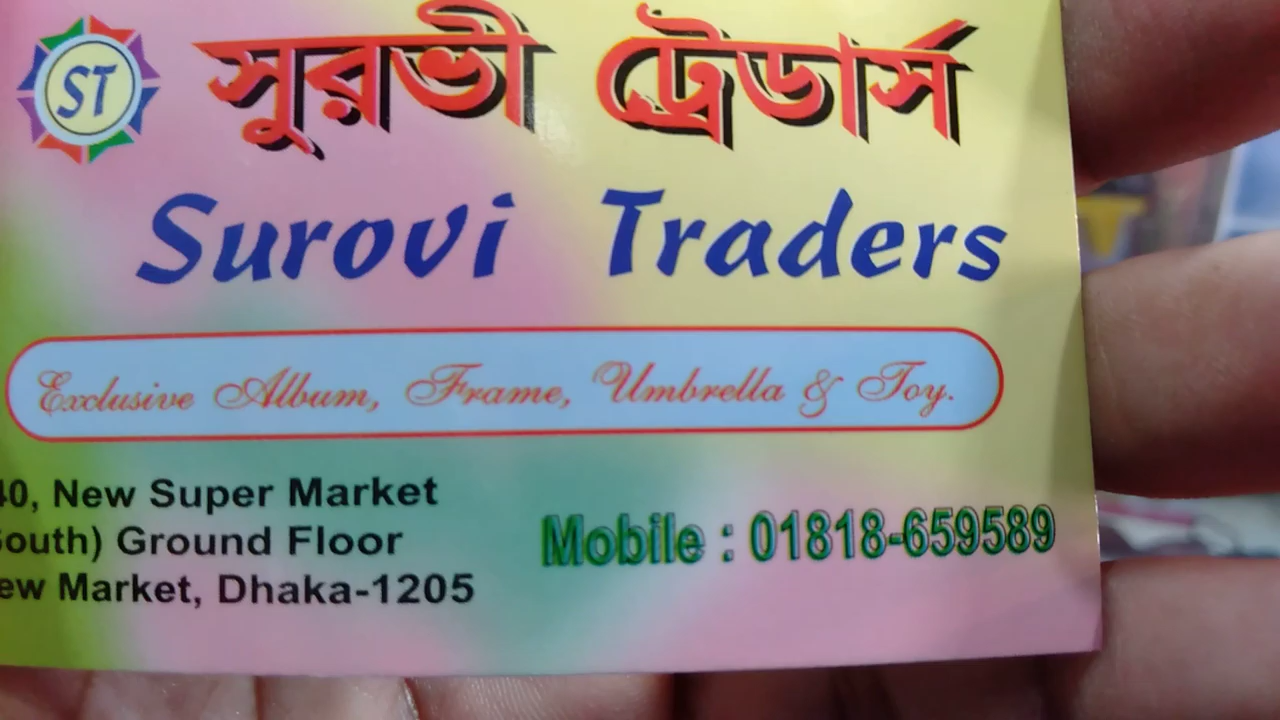 ST
সুরভী ট্রেডার্স
Surovi Traders
Exclusive Album, Frame, Umbrella & Toy.
40, New Super Market
South) Ground Floor
ew Market, Dhaka-1205
Mobile : 01818-659589